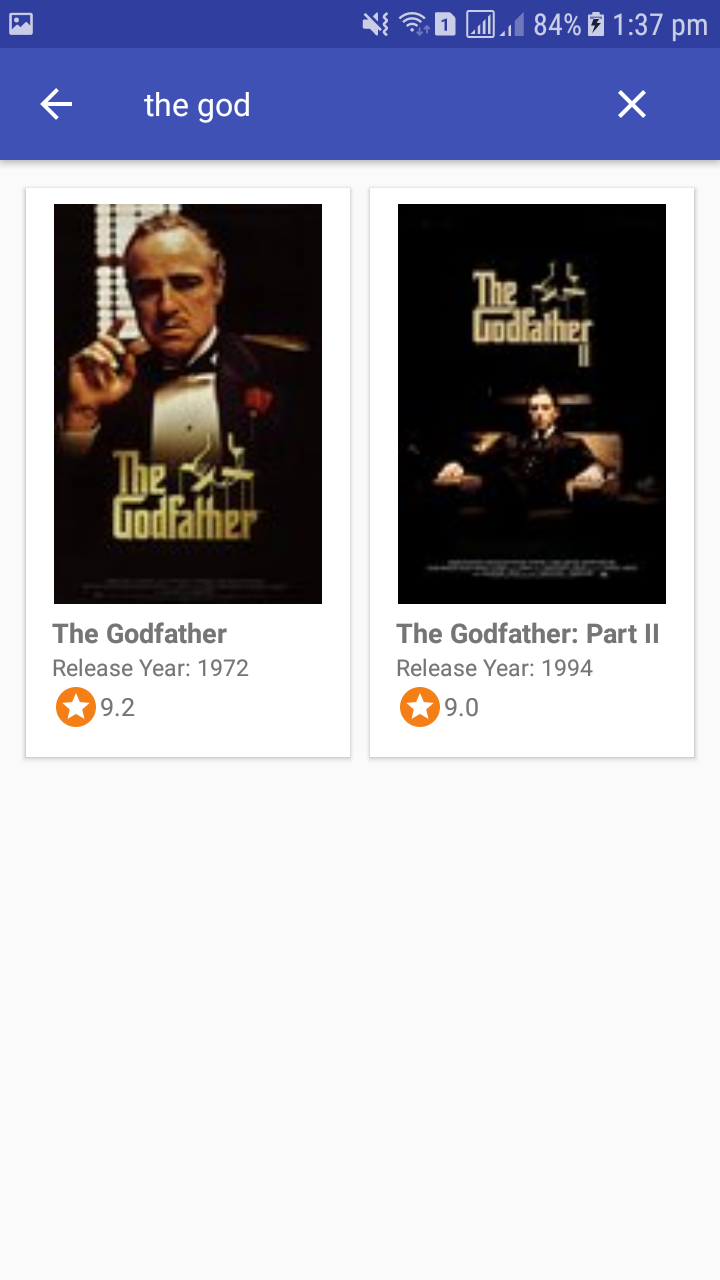 1 84% 1:37 pm
the god
The
Godfather
The
Godfather
II
The Godfather
Release Year: 1972
9.2
The Godfather: Part II
Release Year: 1994
9.0